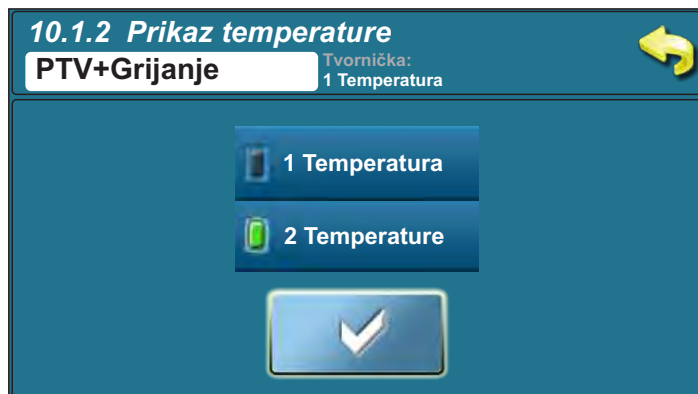 10.1.2 Prikaz temperature
PTV+Grijanje
Tvornička:
1 Temperatura
1 Temperatura
2 Temperature